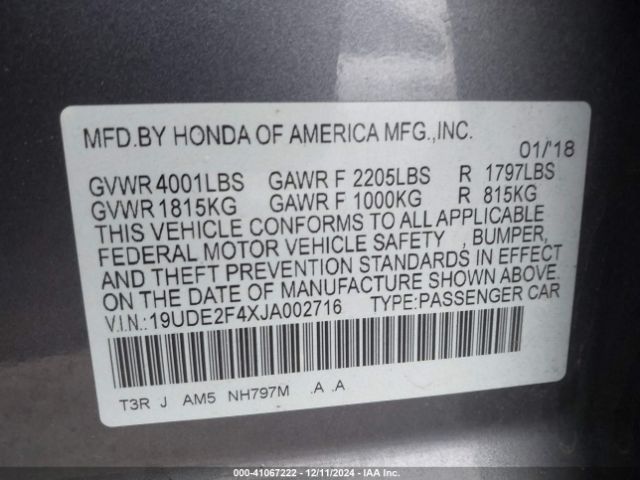 MFD.BY HONDA OF AMERICA MFG.,INC.
01/'18
GVWR 4001LBS GAWR F 2205LBS R 1797LBS
GVWR 1815KG GAWR F 1000KG R 815KG
THIS VEHICLE CONFORMS TO ALL APPLICABLE
FEDERAL MOTOR VEHICLE SAFETY , BUMPER,
AND THEFT PREVENTION STANDARDS IN EFFECT
ON THE DATE OF MANUFACTURE SHOWN ABOVE.
V.I.N.:19UDE2F4XJA002716 TYPE:PASSENGER CAR
T3R J AM5 NH797M .A .A
000-41067222 - 12/11/2024 - IAA Inc.